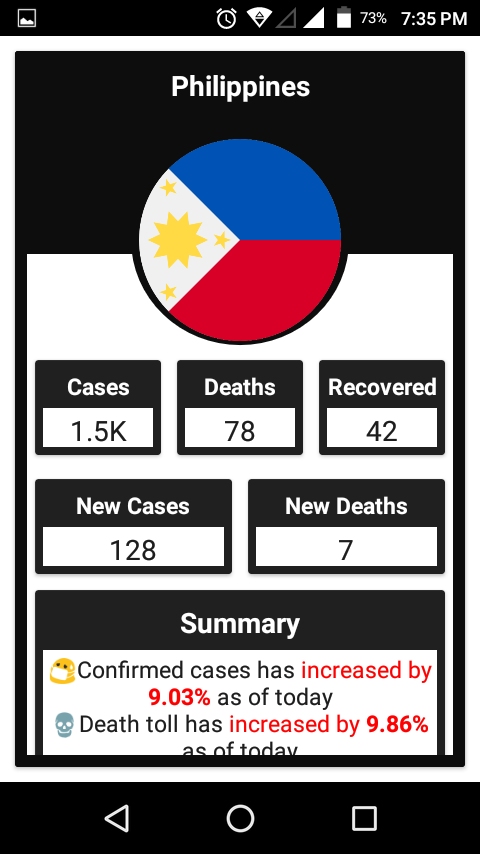 73% 7:35 PM
Philippines
Cases Deaths Recovered
1.5K 78 42
New Cases New Deaths
128 7
Summary
😷Confirmed cases has increased by
9.03% as of today
💀Death toll has increased by 9.86%
as of today